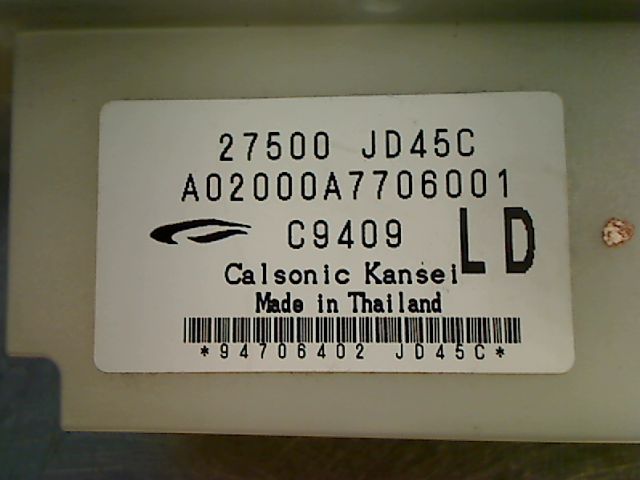 27500 JD45C
A02000A7706001
C9409
LD
Calsonic Kansei
Made in Thailand
*94706402 JD45C*